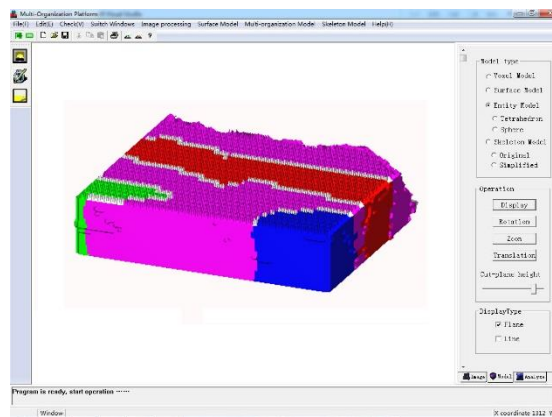 Multi-Organization Platform
File(F) Edit(E) Check(V) Switch Windows Image processing Surface Model Multi-organization Model Skeleton Model Help(H)
Model type
Voxel Model
Surface Model
Entity Model
Tetrahedron
Sphere
Skeleton Model
Original
Simplified
Operation
Display
Rotation
Zoom
Translation
Cut-plane height
DisplayType
Plane
Line
Image Model Analyze
Program is ready, start operation ······
Window X coordinate 1312